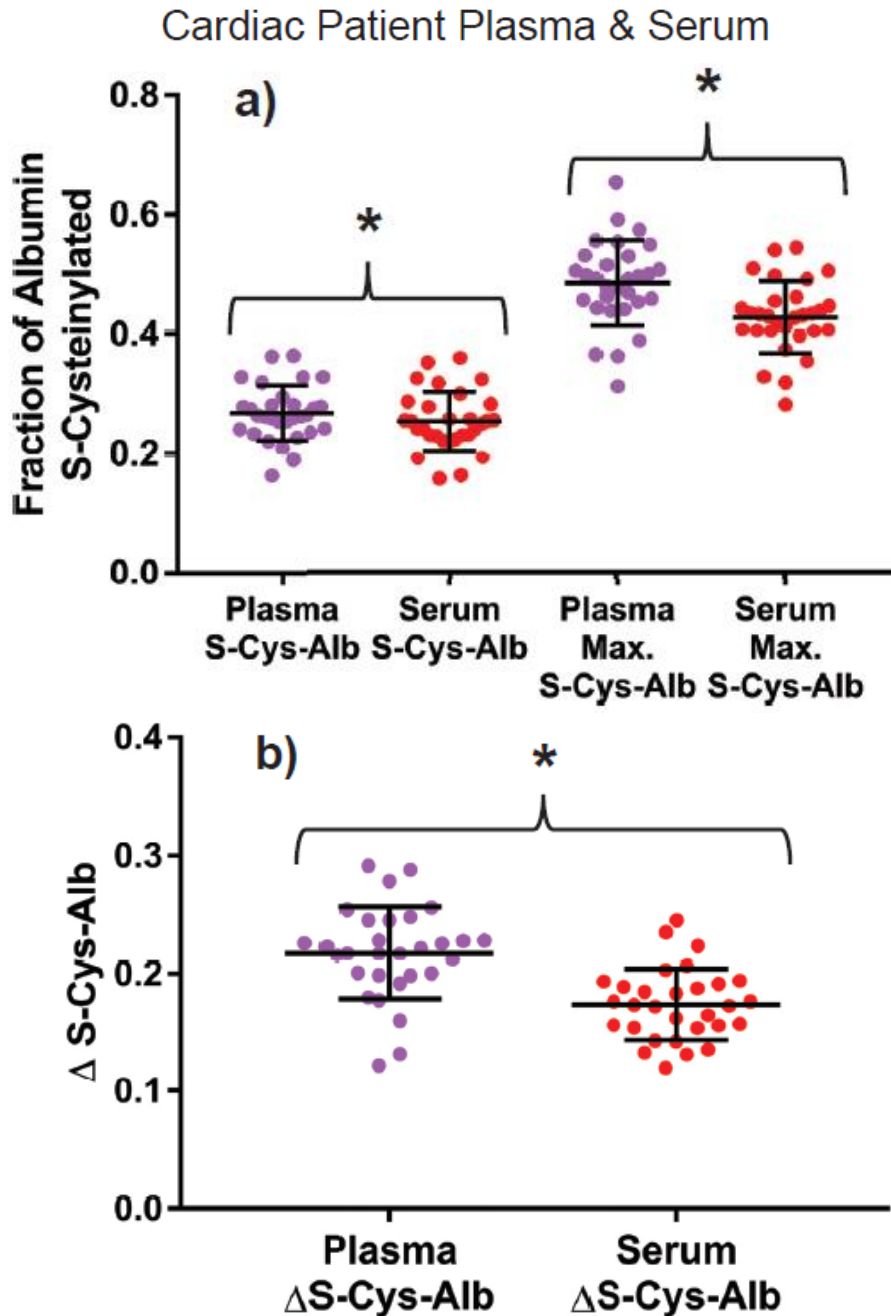 Cardiac Patient Plasma & Serum
a)
*
*
Fraction of Albumin
S-Cysteinylated
0.8
0.6
0.4
0.2
0.0
Plasma
S-Cys-Alb
Serum
S-Cys-Alb
Plasma
Max.
S-Cys-Alb
Serum
Max.
S-Cys-Alb
b)
*
Δ S-Cys-Alb
0.4
0.3
0.2
0.1
0.0
Plasma
ΔS-Cys-Alb
Serum
ΔS-Cys-Alb